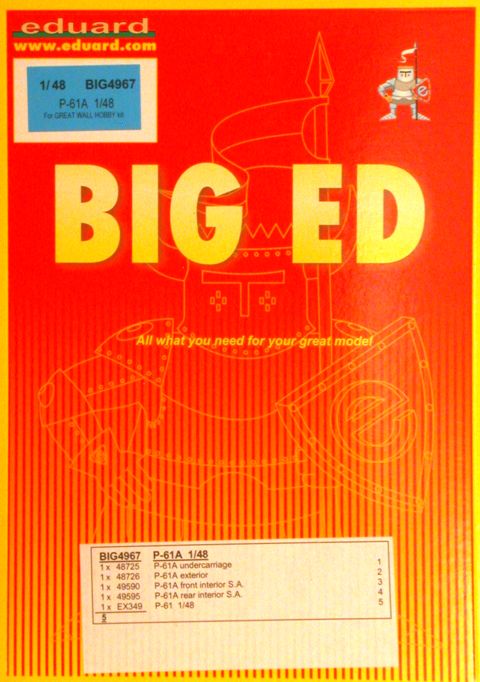 eduard
www.eduard.com
1/48 BIG4967
P-61A 1/48
For GREAT WALL HOBBY kit
e
BIG ED
All what you need for your great model
e
BIG4967 P-61A 1/48
1 x 48725 P-61A undercarriage 1
1 x 48726 P-61A exterior 2
1 x 49590 P-61A front interior S.A. 3
1 x 49595 P-61A rear interior S.A. 4
1 x EX349 P-61 1/48 5
5